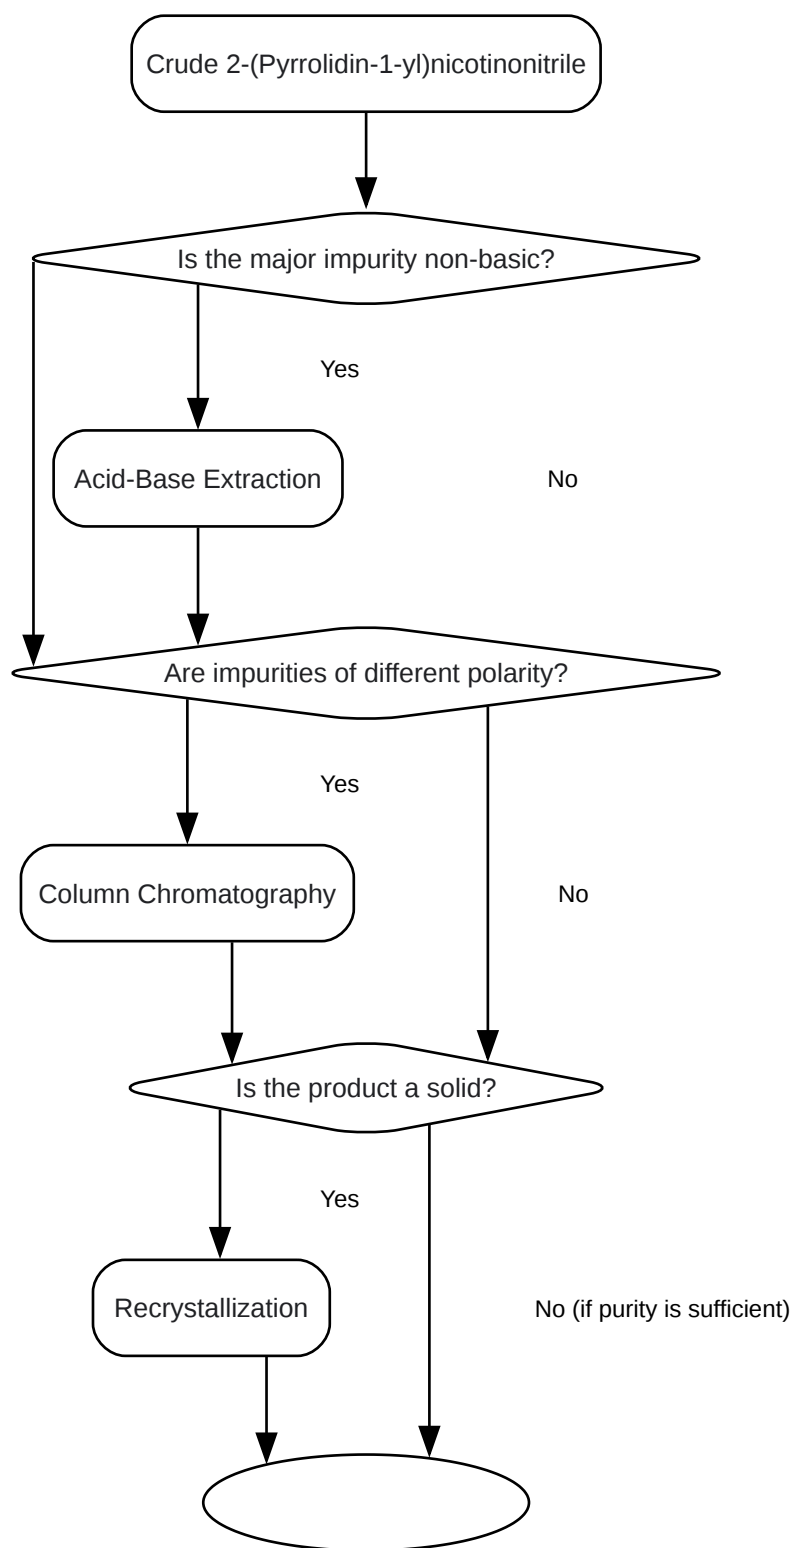 Crude 2-(Pyrrolidin-1-yl)nicotinonitrile
Is the major impurity non-basic?
Yes
Acid-Base Extraction
No
Are impurities of different polarity?
Yes
Column Chromatography
No
Is the product a solid?
Yes
Recrystallization
No (if purity is sufficient)